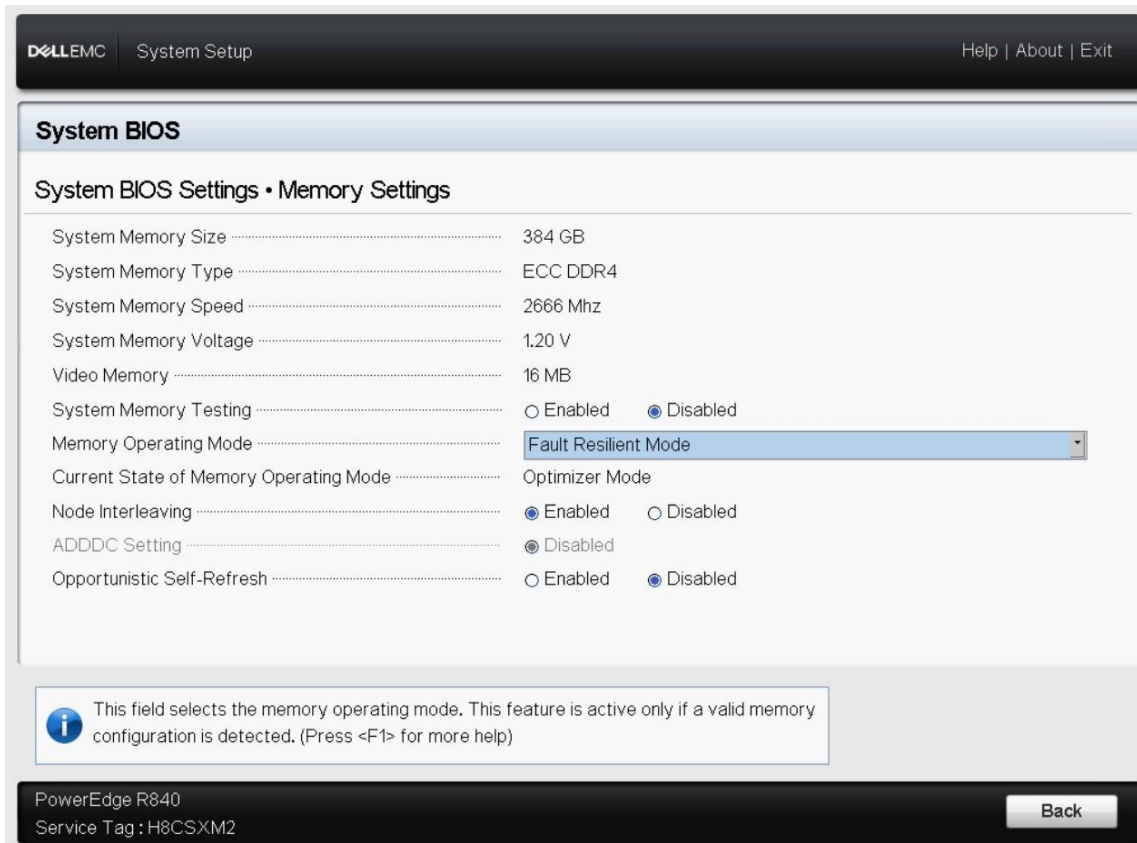 DELLEMC System Setup Help | About | Exit
System BIOS
System BIOS Settings • Memory Settings
System Memory Size 384 GB
System Memory Type ECC DDR4
System Memory Speed 2666 Mhz
System Memory Voltage 1.20 V
Video Memory 16 MB
System Memory Testing Enabled Disabled
Memory Operating Mode Fault Resilient Mode
Current State of Memory Operating Mode Optimizer Mode
Node Interleaving Enabled Disabled
ADDDC Setting Disabled
Opportunistic Self-Refresh Enabled Disabled
This field selects the memory operating mode. This feature is active only if a valid memory
configuration is detected. (Press <F1> for more help)
PowerEdge R840
Service Tag : H8CSXM2
Back